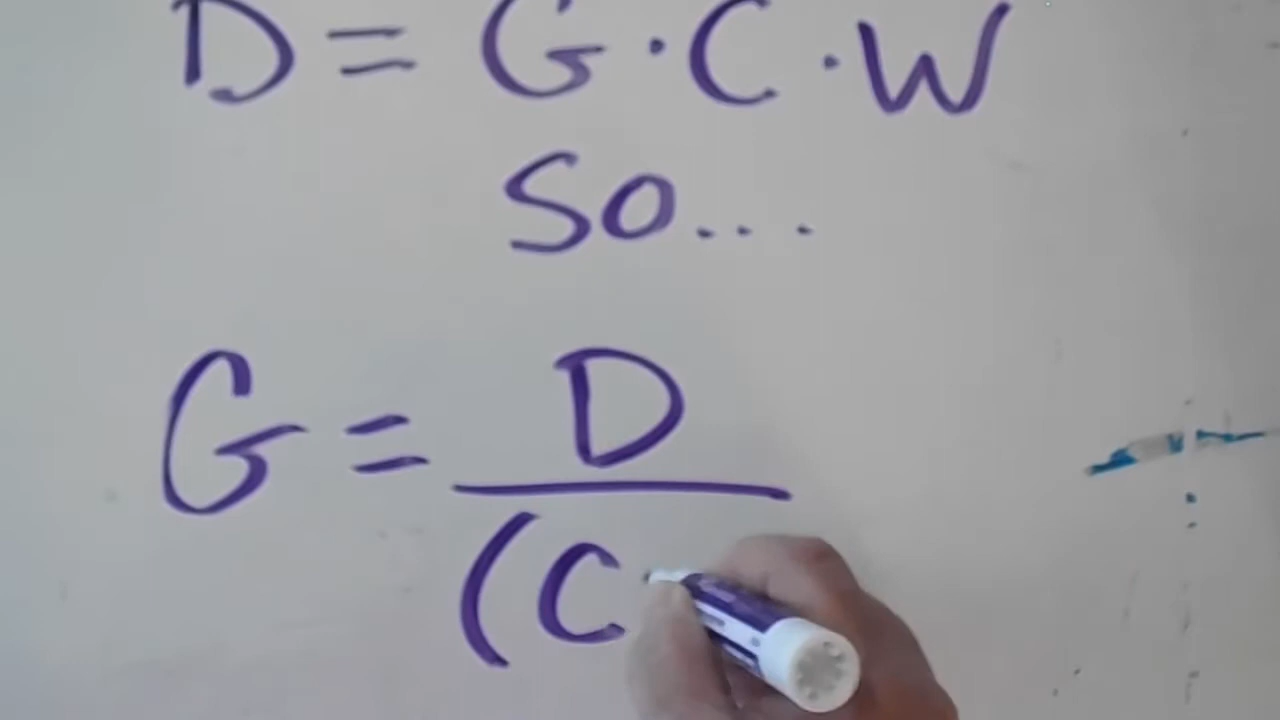 D = G · C · W
SO...
G = D
(C